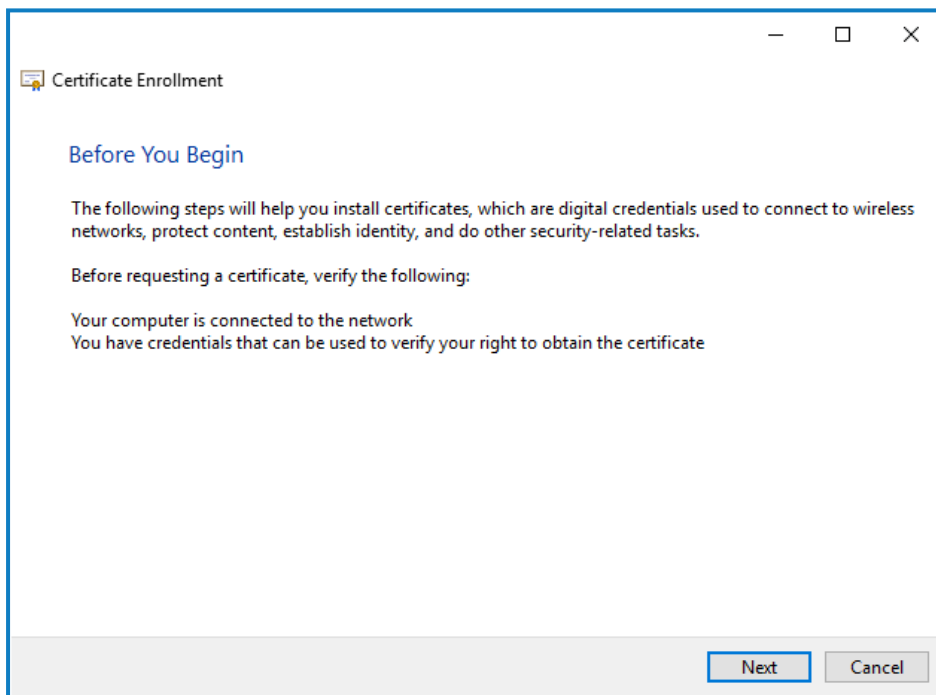 Certificate Enrollment
Before You Begin
The following steps will help you install certificates, which are digital credentials used to connect to wireless
networks, protect content, establish identity, and do other security-related tasks.
Before requesting a certificate, verify the following:
Your computer is connected to the network
You have credentials that can be used to verify your right to obtain the certificate
Next Cancel